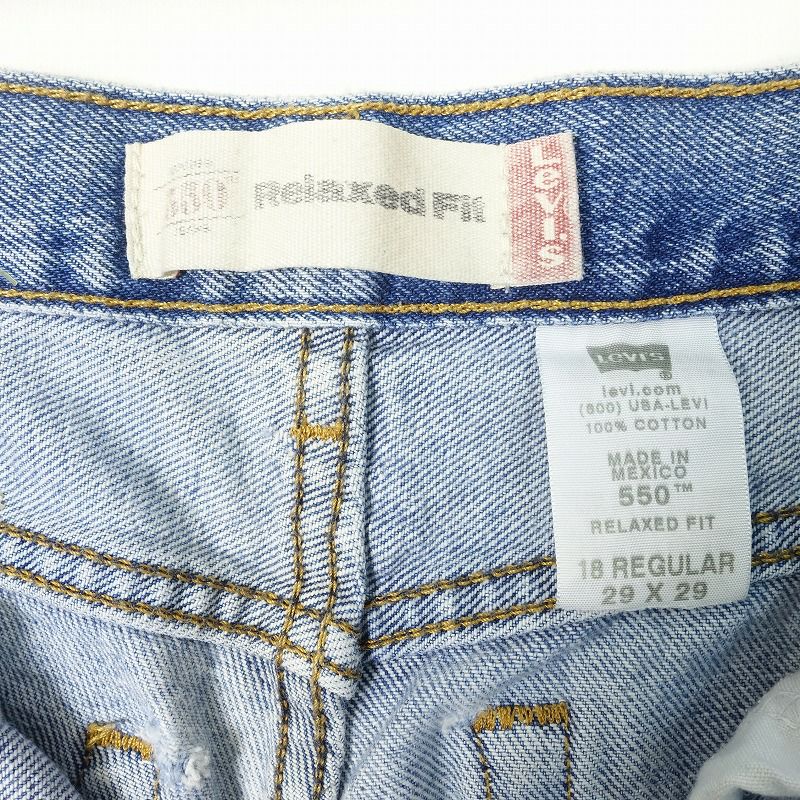 550™
Relaxed Fit
LEVI'S
LEVI'S
levi.com
(800) USA-LEVI
100% COTTON
MADE IN
MEXICO
550™
RELAXED FIT
18 REGULAR
29 X 29